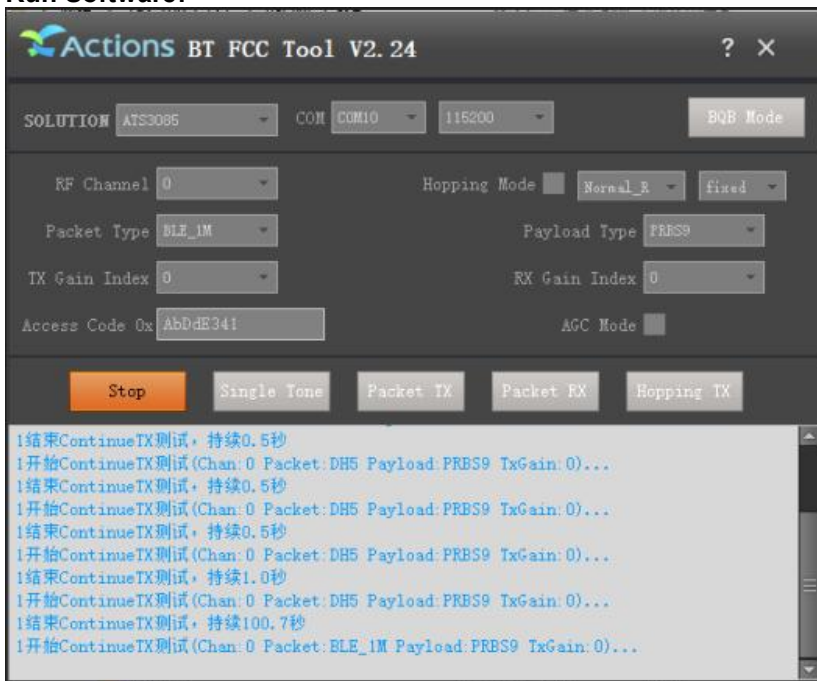 Run Software:
Actions BT FCC Tool V2.24 ? ×
SOLUTION ATS3085 COM COM10 115200 BQB Mode
RF Channel 0 Hopping Mode Normal_R fixed
Packet Type BLE_1M Payload Type PRBS9
TX Gain Index 0 RX Gain Index 0
Access Code 0x AbDdE341 AGC Mode
Stop Single Tone Packet TX Packet RX Hopping TX
1结束ContinueTX测试,持续0.5秒
1开始ContinueTX测试(Chan:0 Packet:DH5 Payload:PRBS9 TxGain:0)...
1结束ContinueTX测试,持续0.5秒
1开始ContinueTX测试(Chan:0 Packet:DH5 Payload:PRBS9 TxGain:0)...
1结束ContinueTX测试,持续0.5秒
1开始ContinueTX测试(Chan:0 Packet:DH5 Payload:PRBS9 TxGain:0)...
1结束ContinueTX测试,持续1.0秒
1开始ContinueTX测试(Chan:0 Packet:DH5 Payload:PRBS9 TxGain:0)...
1结束ContinueTX测试,持续100.7秒
1开始ContinueTX测试(Chan:0 Packet:BLE_1M Payload:PRBS9 TxGain:0)...